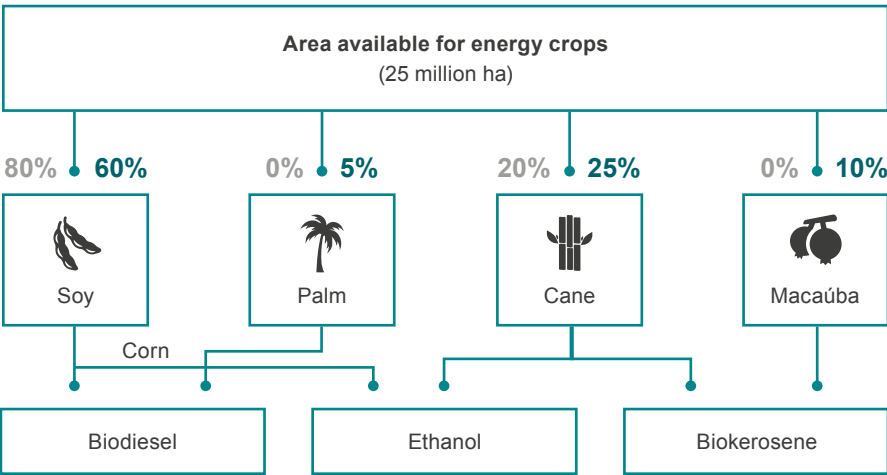 Area available for energy crops
(25 million ha)
80% 60%
0% 5%
20% 25%
0% 10%
Soy
Palm
Cane
Macaúba
Corn
Biodiesel
Ethanol
Biokerosene